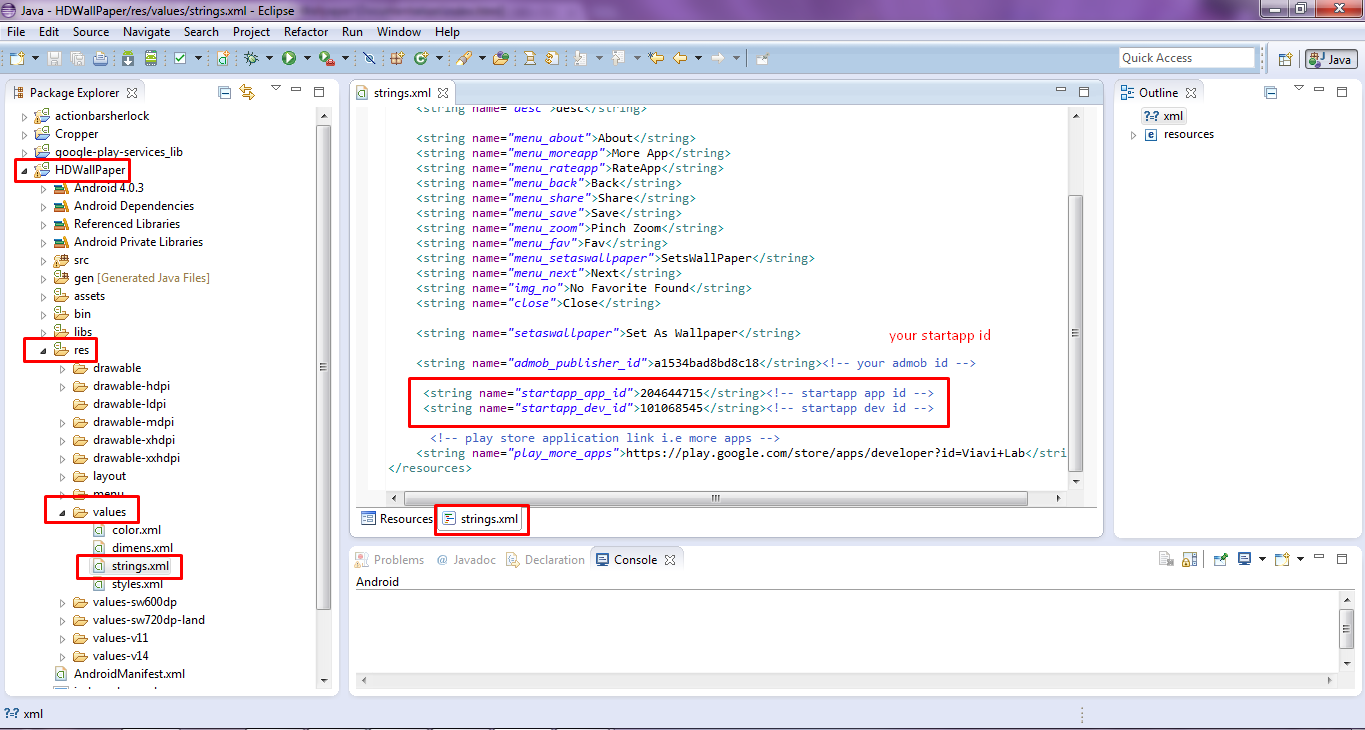 Java - HDWallPaper/res/values/strings.xml - Eclipse
File Edit Source Navigate Search Project Refactor Run Window Help
Quick Access
Java
Package Explorer
actionbarsherlock
Cropper
google-play-services_lib
HDWallPaper
Android 4.0.3
Android Dependencies
Referenced Libraries
Android Private Libraries
src
gen [Generated Java Files]
assets
bin
libs
res
drawable
drawable-hdpi
drawable-ldpi
drawable-mdpi
drawable-xhdpi
drawable-xxhdpi
layout
menu
values
color.xml
dimens.xml
strings.xml
styles.xml
values-sw600dp
values-sw720dp-land
values-v11
values-v14
AndroidManifest.xml
strings.xml
<string name="desc">desc</string>
<string name="menu_about">About</string>
<string name="menu_moreapp">More App</string>
<string name="menu_rateapp">RateApp</string>
<string name="menu_back">Back</string>
<string name="menu_share">Share</string>
<string name="menu_save">Save</string>
<string name="menu_zoom">Pinch Zoom</string>
<string name="menu_fav">Fav</string>
<string name="menu_setaswallpaper">SetsWallPaper</string>
<string name="menu_next">Next</string>
<string name="img_no">No Favorite Found</string>
<string name="close">Close</string>
<string name="setaswallpaper">Set As Wallpaper</string>
your startapp id
<string name="admob_publisher_id">a1534bad8bd8c18</string><!-- your admob id -->
<string name="startapp_app_id">204644715</string><!-- startapp app id -->
<string name="startapp_dev_id">101068545</string><!-- startapp dev id -->
<!-- play store application link i.e more apps -->
<string name="play_more_apps">https://play.google.com/store/apps/developer?id=Viavi+Lab</stri
</resources>
Resources strings.xml
Outline
?-? xml
e resources
Problems @ Javadoc Declaration Console
Android
?-? xml